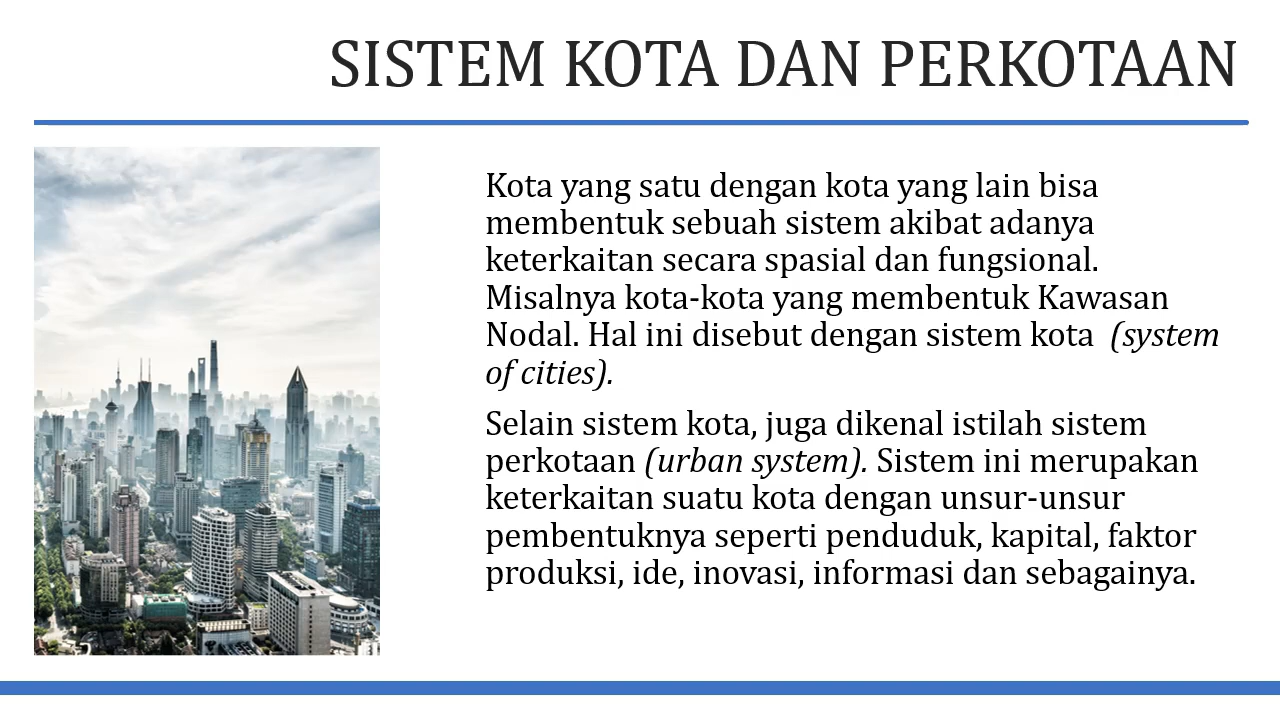 SISTEM KOTA DAN PERKOTAAN
Kota yang satu dengan kota yang lain bisa
membentuk sebuah sistem akibat adanya
keterkaitan secara spasial dan fungsional.
Misalnya kota-kota yang membentuk Kawasan
Nodal. Hal ini disebut dengan sistem kota (system
of cities).
Selain sistem kota, juga dikenal istilah sistem
perkotaan (urban system). Sistem ini merupakan
keterkaitan suatu kota dengan unsur-unsur
pembentuknya seperti penduduk, kapital, faktor
produksi, ide, inovasi, informasi dan sebagainya.